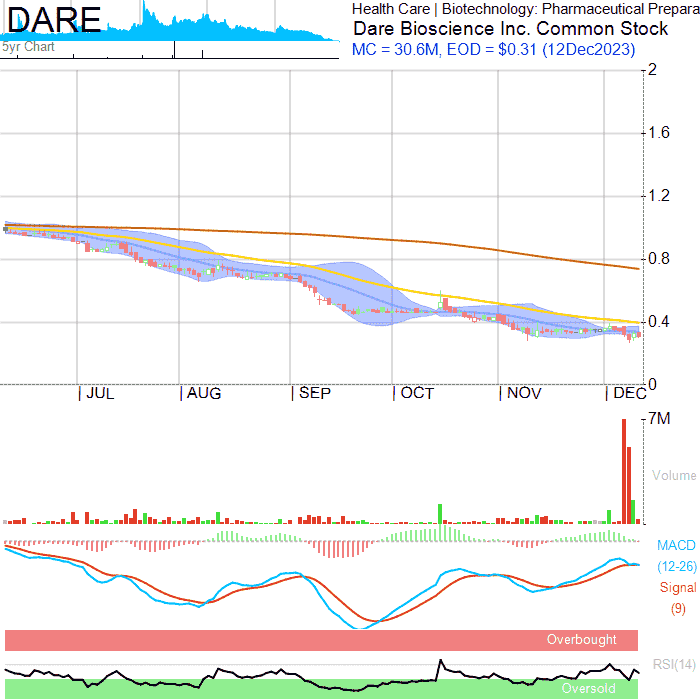 DARE
5yr Chart
Health Care | Biotechnology: Pharmaceutical Prepara
Dare Bioscience Inc. Common Stock
MC = 30.6M, EOD = $0.31 (12Dec2023)
2
1.6
1.2
0.8
0.4
0
| JUL | AUG | SEP | OCT | NOV | DEC
7M
Volume
MACD
(12-26)
Signal
(9)
Overbought
RSI(14)
Oversold